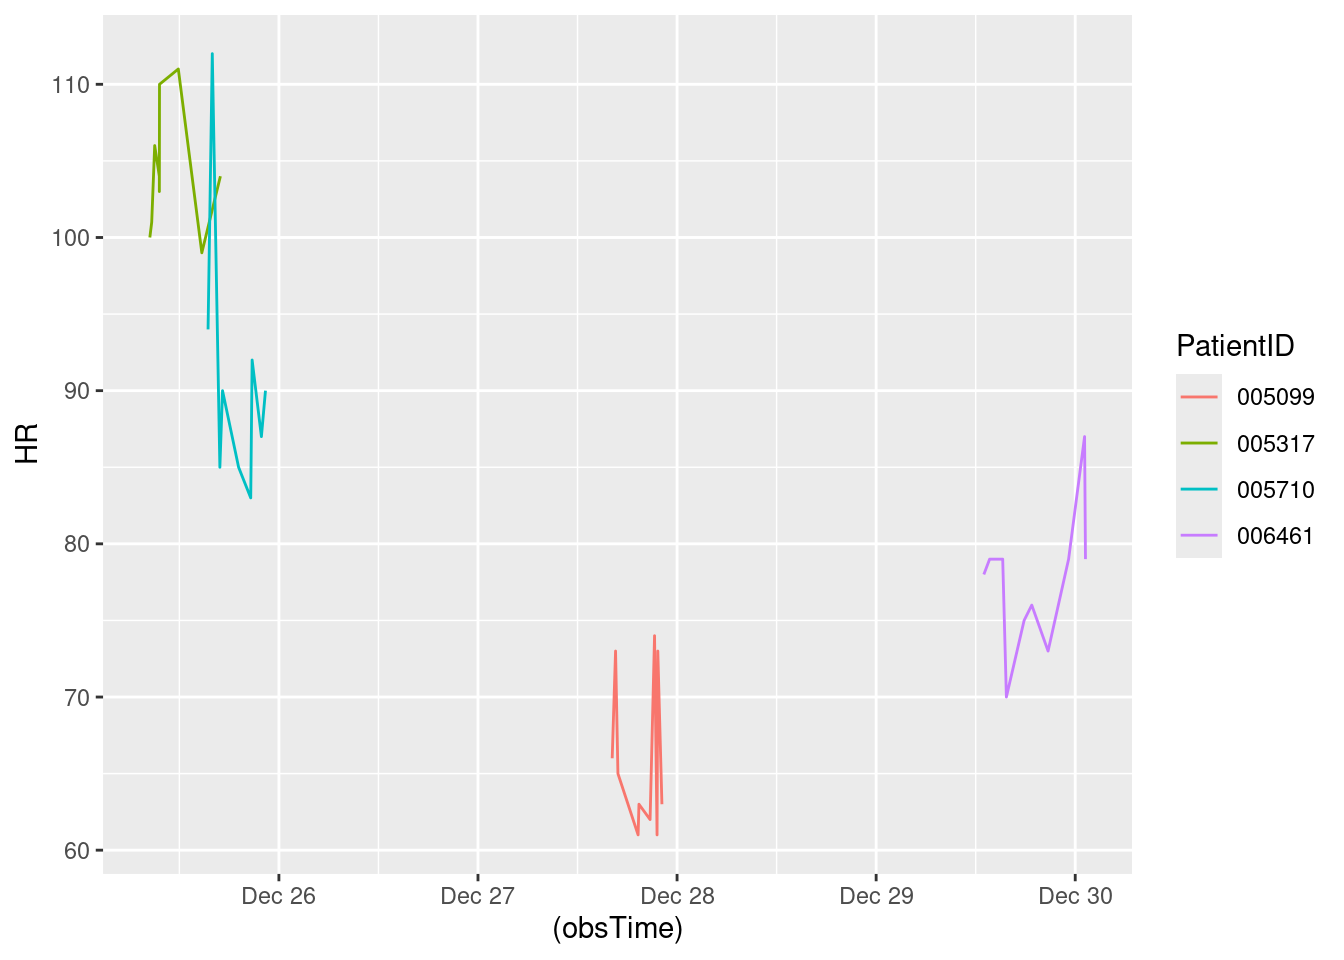 110
100
90
80
70
60
HR
Dec 26
Dec 27
Dec 28
Dec 29
Dec 30
(obsTime)
PatientID
005099
005317
005710
006461